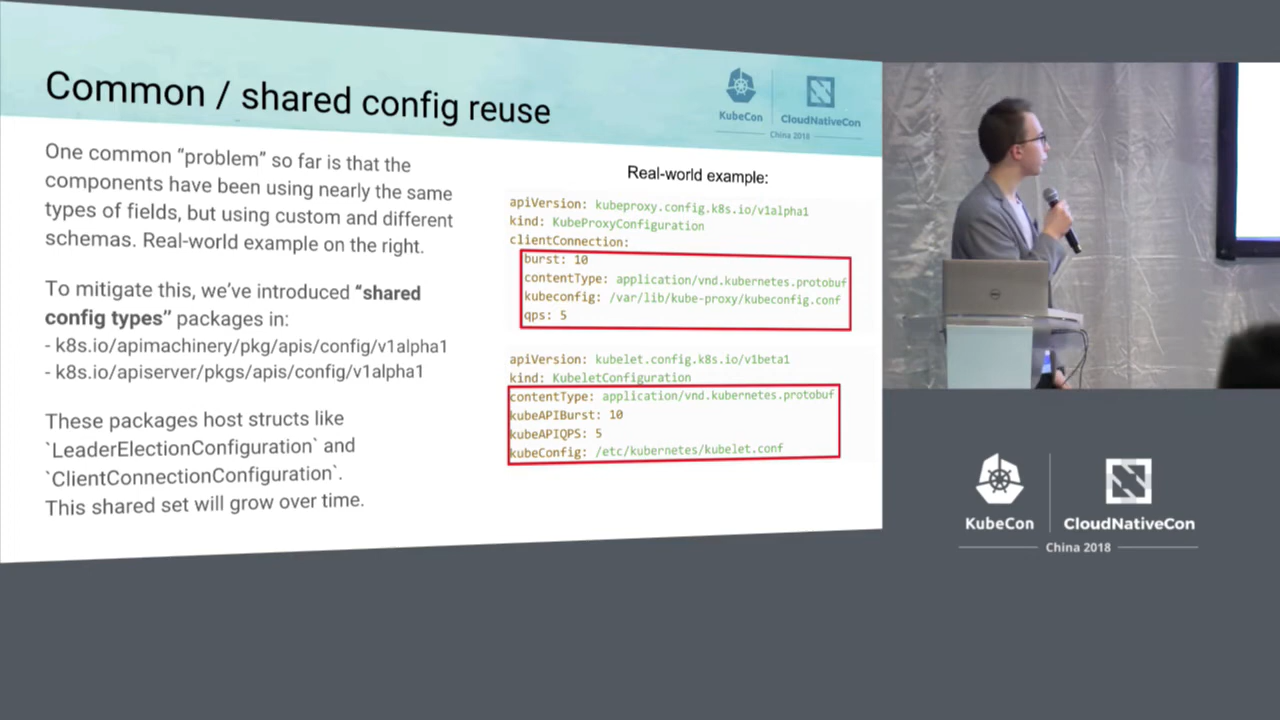 Common / shared config reuse
KubeCon
CloudNativeCon
China 2018
One common “problem” so far is that the
components have been using nearly the same
types of fields, but using custom and different
schemas. Real-world example on the right.
To mitigate this, we’ve introduced “shared
config types” packages in:
- k8s.io/apimachinery/pkg/apis/config/v1alpha1
- k8s.io/apiserver/pkgs/apis/config/v1alpha1
These packages host structs like
`LeaderElectionConfiguration` and
`ClientConnectionConfiguration`.
This shared set will grow over time.
Real-world example:
apiVersion: kubeproxy.config.k8s.io/v1alpha1
kind: KubeProxyConfiguration
clientConnection:
burst: 10
contentType: application/vnd.kubernetes.protobuf
kubeconfig: /var/lib/kube-proxy/kubeconfig.conf
qps: 5
apiVersion: kubelet.config.k8s.io/v1beta1
kind: KubeletConfiguration
contentType: application/vnd.kubernetes.protobuf
kubeAPIBurst: 10
kubeAPIQPS: 5
kubeConfig: /etc/kubernetes/kubelet.conf
KubeCon
CloudNativeCon
China 2018